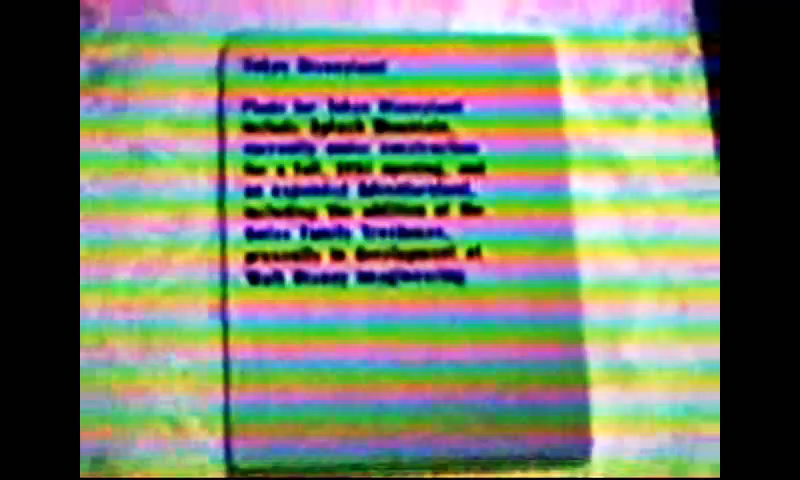 Tokyo Disneyland
Plans for Tokyo Disneyland
include Splash Mountain,
currently under construction
for a fall, 1992 opening, and
an expanded Adventureland,
including the addition of the
Swiss Family Treehouse,
presently in development at
Walt Disney Imagineering